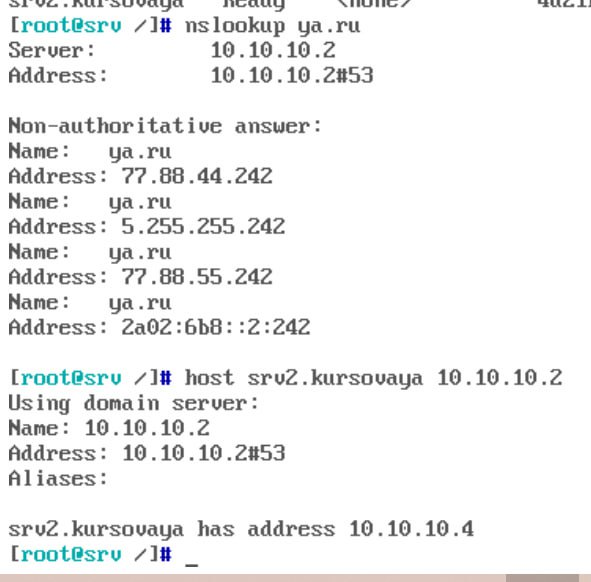 srv2.kursovaya   Ready    <none>
[root@srv /]# nslookup ya.ru
Server:         10.10.10.2
Address:        10.10.10.2#53

Non-authoritative answer:
Name:   ya.ru
Address: 77.88.44.242
Name:   ya.ru
Address: 5.255.255.242
Name:   ya.ru
Address: 77.88.55.242
Name:   ya.ru
Address: 2a02:6b8::2:242

[root@srv /]# host srv2.kursovaya 10.10.10.2
Using domain server:
Name: 10.10.10.2
Address: 10.10.10.2#53
Aliases:

srv2.kursovaya has address 10.10.10.4
[root@srv /]# _